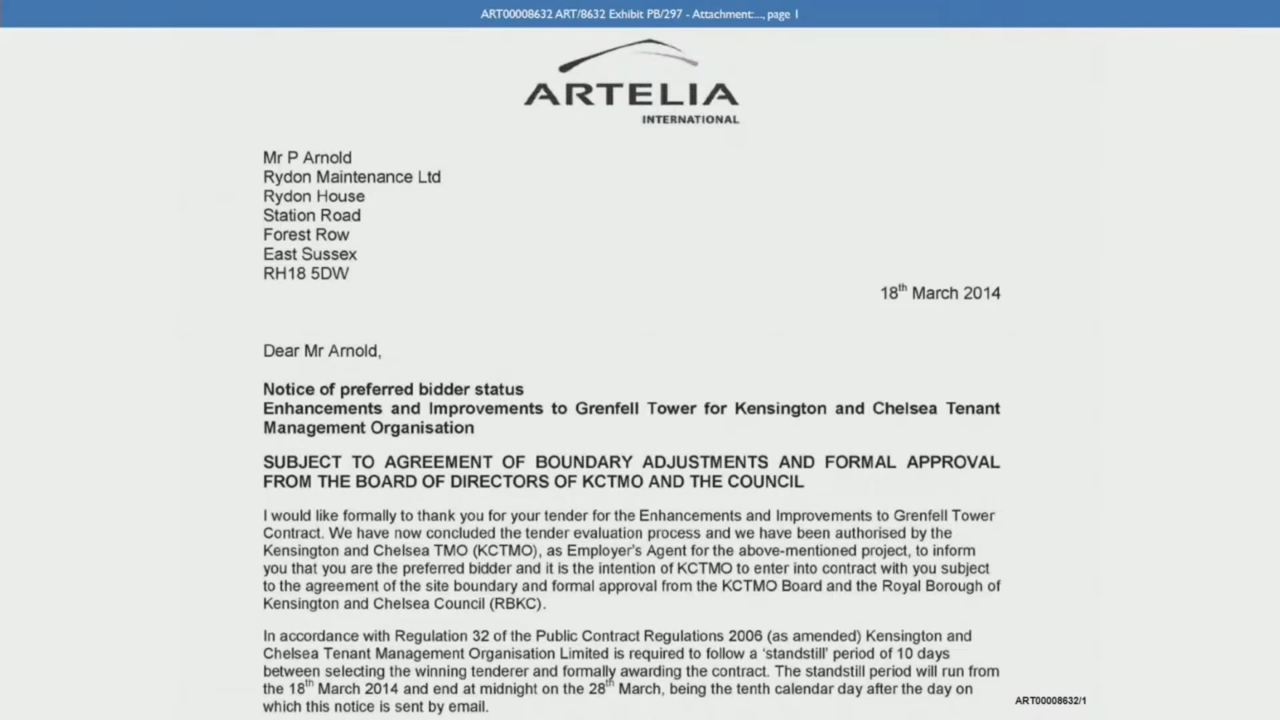 ART00008632 ART/8632 Exhibit PB/297 - Attachment:..., page 1
ARTELIA
INTERNATIONAL
Mr P Arnold
Rydon Maintenance Ltd
Rydon House
Station Road
Forest Row
East Sussex
RH18 5DW
18th March 2014
Dear Mr Arnold,
Notice of preferred bidder status
Enhancements and Improvements to Grenfell Tower for Kensington and Chelsea Tenant
Management Organisation
SUBJECT TO AGREEMENT OF BOUNDARY ADJUSTMENTS AND FORMAL APPROVAL
FROM THE BOARD OF DIRECTORS OF KCTMO AND THE COUNCIL
I would like formally to thank you for your tender for the Enhancements and Improvements to Grenfell Tower
Contract. We have now concluded the tender evaluation process and we have been authorised by the
Kensington and Chelsea TMO (KCTMO), as Employer's Agent for the above-mentioned project, to inform
you that you are the preferred bidder and it is the intention of KCTMO to enter into contract with you subject
to the agreement of the site boundary and formal approval from the KCTMO Board and the Royal Borough of
Kensington and Chelsea Council (RBKC).
In accordance with Regulation 32 of the Public Contract Regulations 2006 (as amended) Kensington and
Chelsea Tenant Management Organisation Limited is required to follow a 'standstill' period of 10 days
between selecting the winning tenderer and formally awarding the contract. The standstill period will run from
the 18th March 2014 and end at midnight on the 28th March, being the tenth calendar day after the day on
which this notice is sent by email.
ART00008632/1